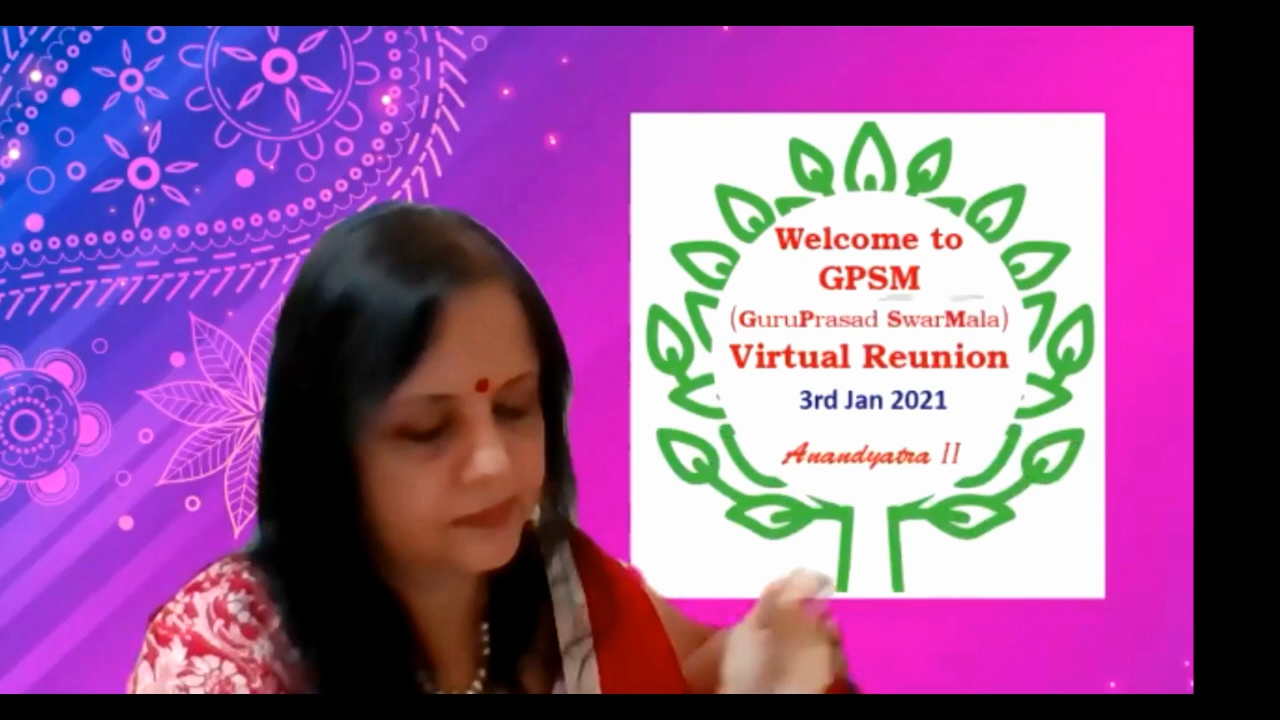 Welcome to
GPSM
(GuruPrasad SwarMala)
Virtual Reunion
3rd Jan 2021
Anandyatra II